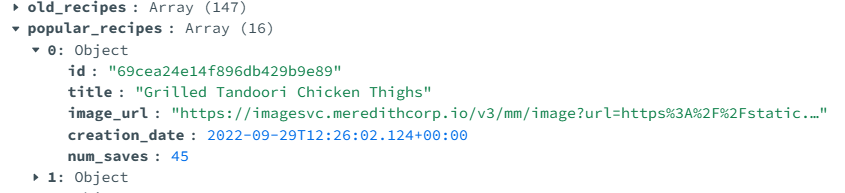 old_recipes : Array (147)
popular_recipes : Array (16)
0: Object
id : "69cea24e14f896db429b9e89"
title : "Grilled Tandoori Chicken Thighs"
image_url : "https://imagesvc.meredithcorp.io/v3/mm/image?url=https%3A%2F%2Fstatic.…"
creation_date : 2022-09-29T12:26:02.124+00:00
num_saves : 45
1: Object